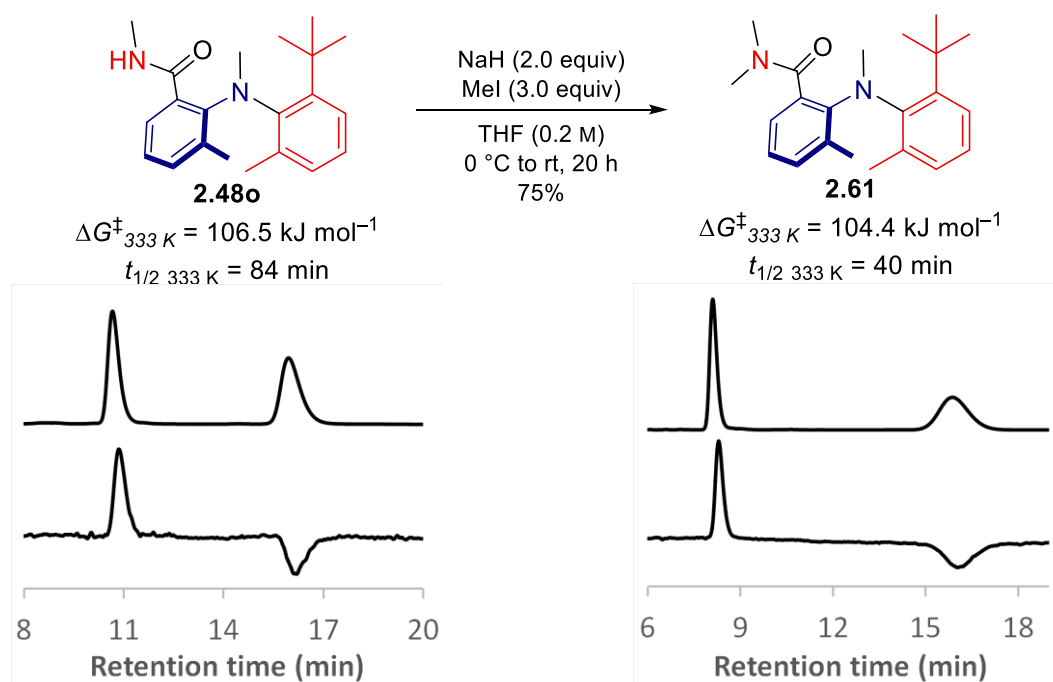 HN
O
N
2.48o
ΔG‡333 K = 106.5 kJ mol–1
t1/2 333 K = 84 min
NaH (2.0 equiv)
MeI (3.0 equiv)
THF (0.2 M)
0 °C to rt, 20 h
75%
N
O
N
2.61
ΔG‡333 K = 104.4 kJ mol–1
t1/2 333 K = 40 min
8 11 14 17 20
Retention time (min)
6 9 12 15 18
Retention time (min)